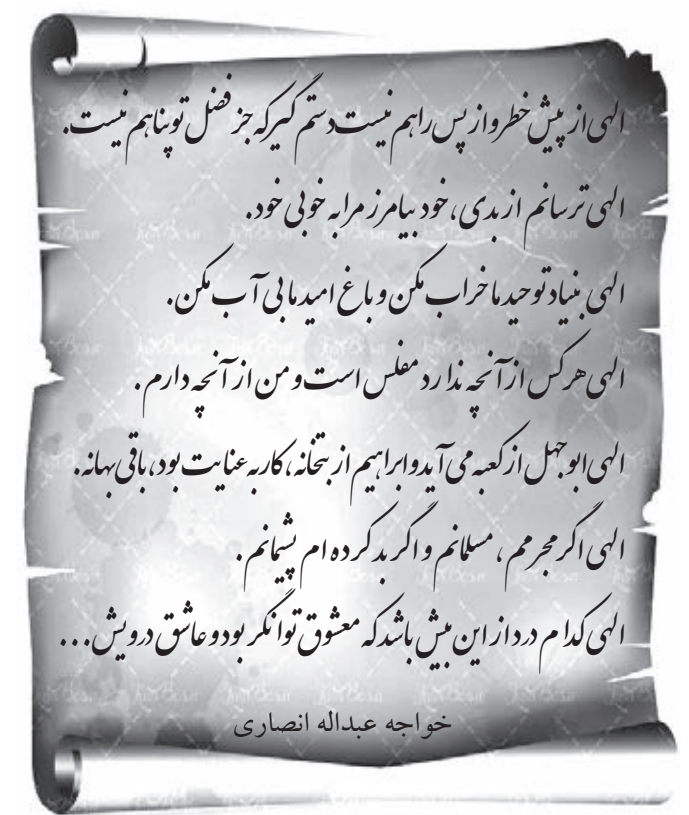 الهی از پیش خطر و از پس راهم نیست دستم گیر که جز فضل تو پناهم نیست.
الهی ترسانم از بدی، خود بیامرز مرا به خوبی خود.
الهی بنیاد توحید ما خراب مکن و باغ امید ما بی آب مکن.
الهی هر کس از آنچه ندارد مفلس است و من از آنچه دارم.
الهی ابوجهل از کعبه می آید و ابراهیم از بتخانه، کار به عنایت بود، باقی بهانه.
الهی اگر مجرمم، مسلمانم و اگر بد کرده ام پشیمانم.
الهی کدام درد از این بیش باشد که معشوق توانگر بود و عاشق درویش...
خواجه عبداله انصاری